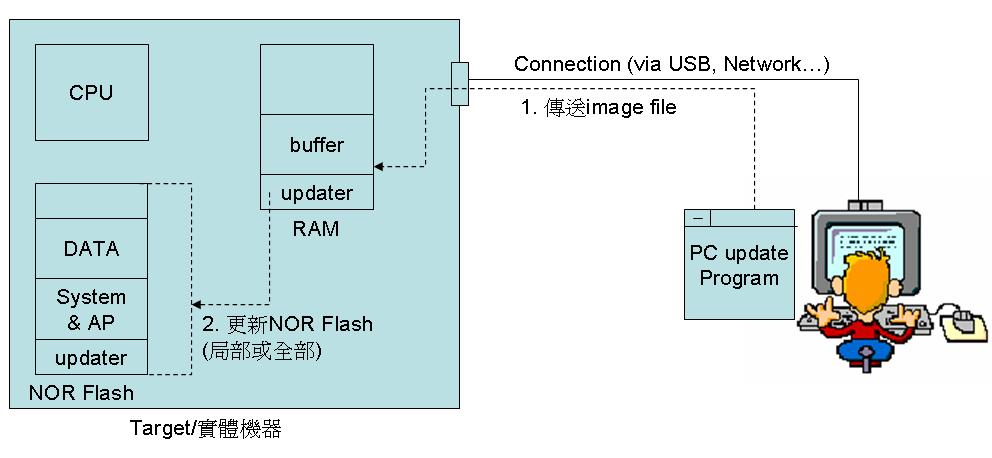 CPU
buffer
updater
RAM
DATA
System
& AP
updater
NOR Flash
2. 更新NOR Flash
(局部或全部)
Target/實體機器
Connection (via USB, Network…)
1. 傳送image file
PC update
Program